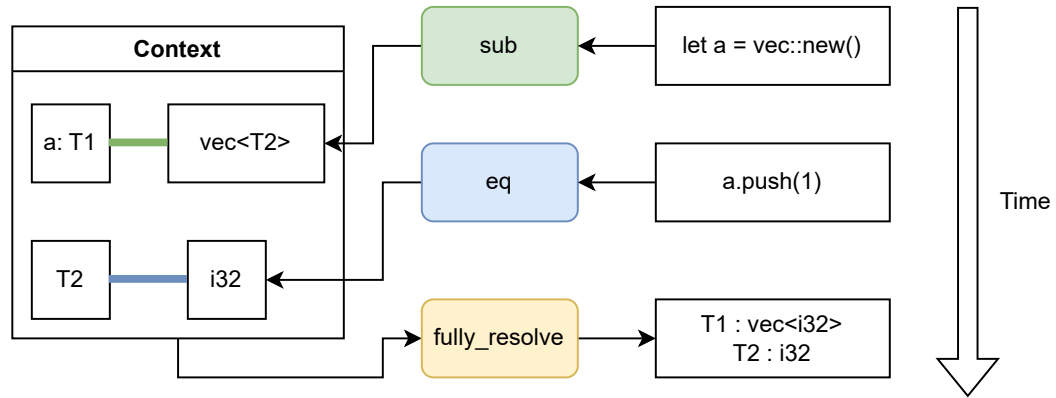 Context
sub
let a = vec::new()
a: T1
vec<T2>
eq
a.push(1)
Time
T2
i32
fully_resolve
T1 : vec<i32>
T2 : i32